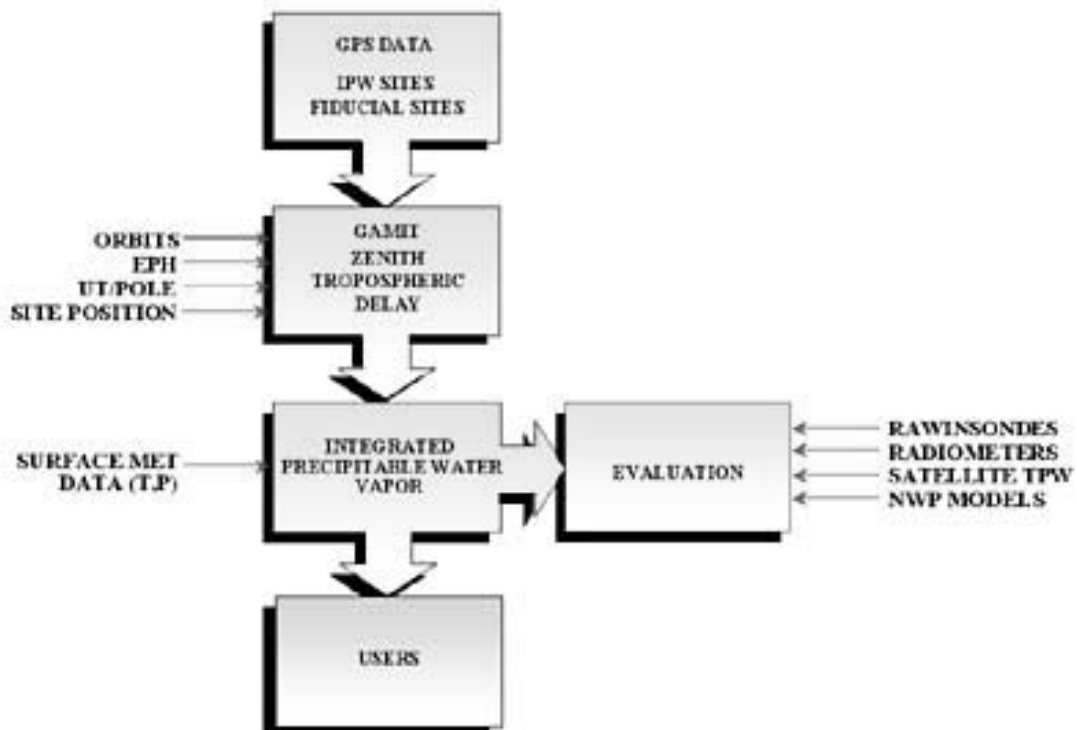 GPS DATA
IPW SITES
FIDUCIAL SITES
ORBITS
EPH
UT/POLE
SITE POSITION
GAMIT
ZENITH
TROPOSPHERIC
DELAY
SURFACE MET
DATA (T,P)
INTEGRATED
PRECIPITABLE WATER
VAPOR
EVALUATION
RAWINSONDES
RADIOMETERS
SATELLITE TPW
NWP MODELS
USERS